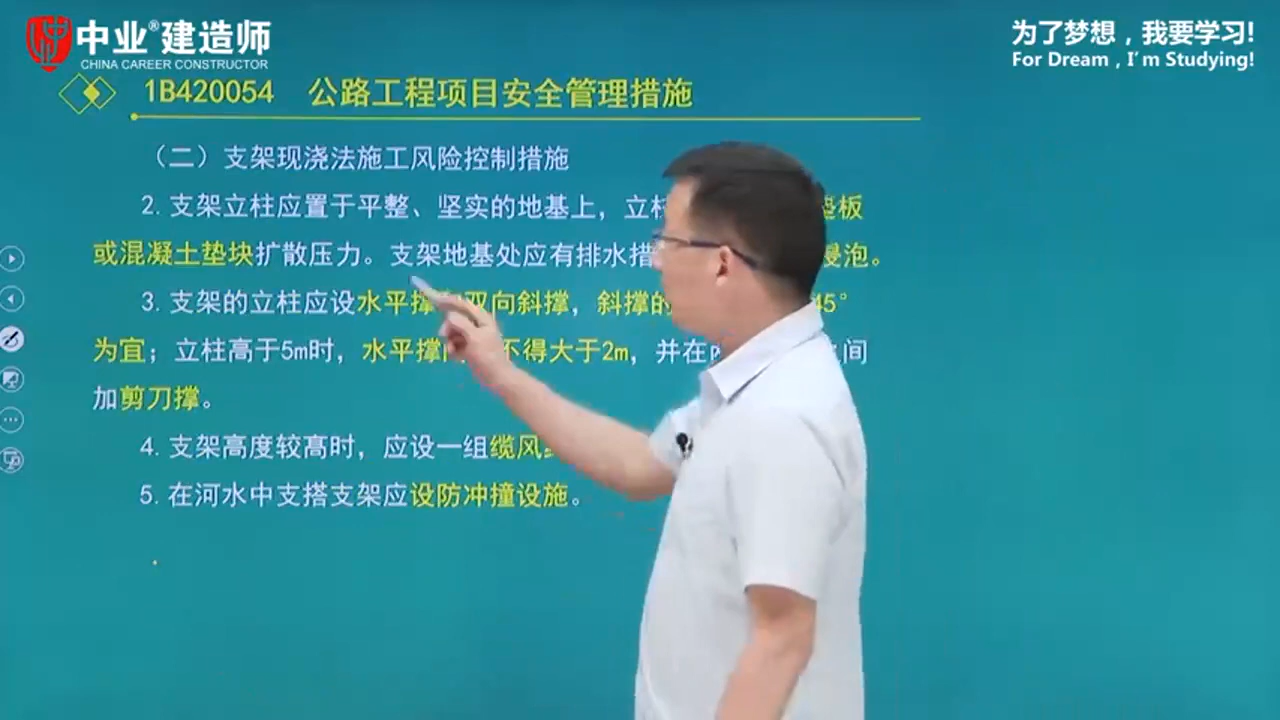 中业®建造师
CHINA CAREER CONSTRUCTOR
为了梦想，我要学习!
For Dream , I'm Studying!
1B420054 公路工程项目安全管理措施
（二）支架现浇法施工风险控制措施
2. 支架立柱应置于平整、坚实的地基上，立柱 垫板
或混凝土垫块扩散压力。支架地基处应有排水措 浸泡。
3. 支架的立柱应设水平撑 双向斜撑，斜撑的 45°
为宜；立柱高于5m时，水平撑 不得大于2m，并在 间
加剪刀撑。
4. 支架高度较高时，应设一组缆风
5. 在河水中支搭支架应设防冲撞设施。